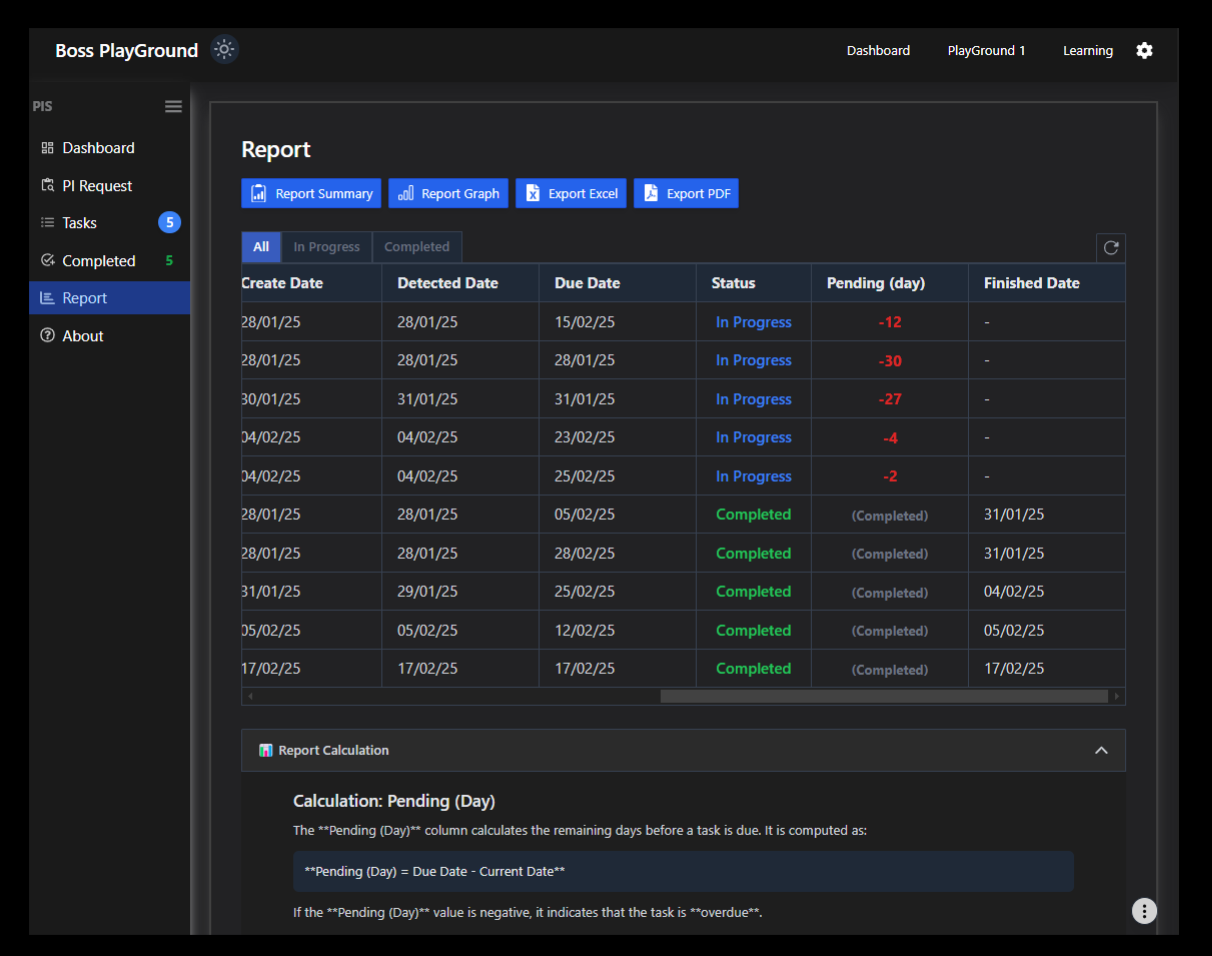 Boss PlayGround
Dashboard PlayGround 1 Learning
PIS
Dashboard
PI Request
Tasks 5
Completed 5
Report
About
Report
Report Summary Report Graph Export Excel Export PDF
All In Progress Completed
Create Date Detected Date Due Date Status Pending (day) Finished Date
28/01/25 28/01/25 15/02/25 In Progress -12 -
28/01/25 28/01/25 28/01/25 In Progress -30 -
30/01/25 31/01/25 31/01/25 In Progress -27 -
04/02/25 04/02/25 23/02/25 In Progress -4 -
04/02/25 04/02/25 25/02/25 In Progress -2 -
28/01/25 28/01/25 05/02/25 Completed (Completed) 31/01/25
28/01/25 28/01/25 28/02/25 Completed (Completed) 31/01/25
31/01/25 29/01/25 25/02/25 Completed (Completed) 04/02/25
05/02/25 05/02/25 12/02/25 Completed (Completed) 05/02/25
17/02/25 17/02/25 17/02/25 Completed (Completed) 17/02/25
Report Calculation
Calculation: Pending (Day)
The **Pending (Day)** column calculates the remaining days before a task is due. It is computed as:
**Pending (Day) = Due Date - Current Date**
If the **Pending (Day)** value is negative, it indicates that the task is **overdue**.